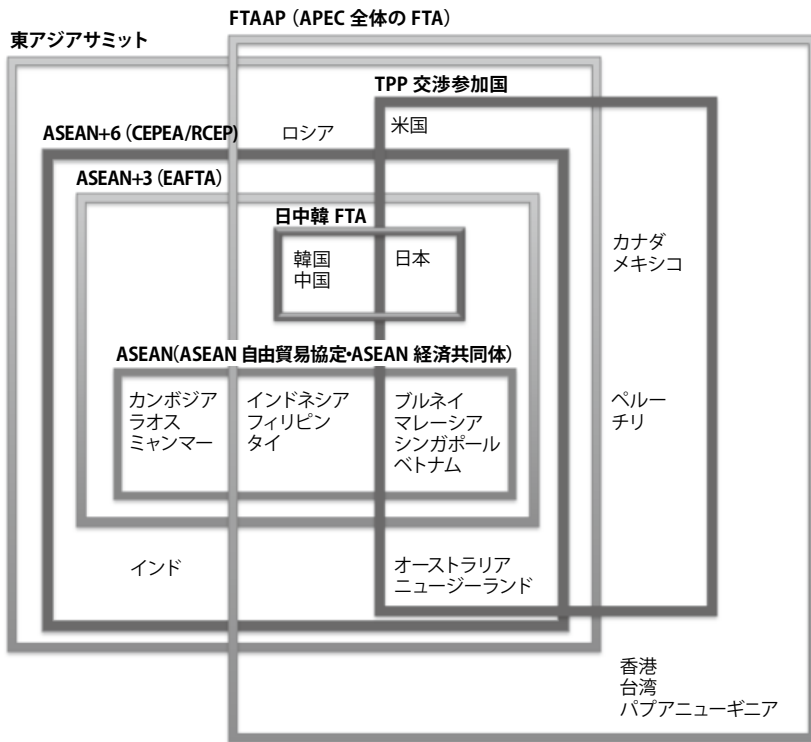 FTAAP（APEC 全体の FTA）
東アジアサミット
TPP 交渉参加国
ASEAN+6（CEPEA/RCEP)
ロシア
米国
ASEAN+3（EAFTA）
日中韓 FTA
韓国
中国
日本
カナダ
メキシコ
ASEAN(ASEAN 自由貿易協定•ASEAN 経済共同体）
カンボジア
ラオス
ミャンマー
インドネシア
フィリピン
タイ
ブルネイ
マレーシア
シンガポール
ベトナム
ペルー
チリ
インド
オーストラリア
ニュージーランド
香港
台湾
パプアニューギニア